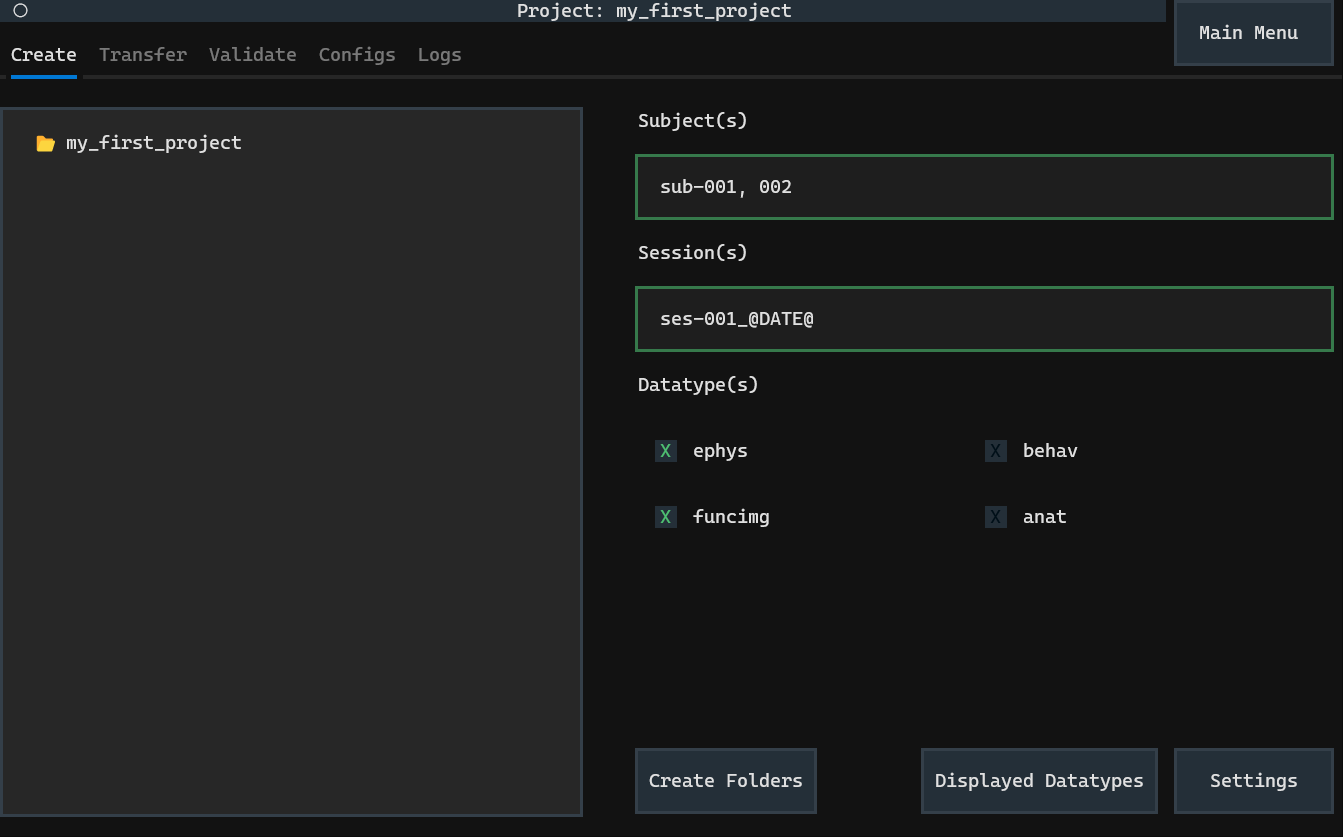 Project: my_first_project
Main Menu
Create Transfer Validate Configs Logs
my_first_project
Subject(s)
sub-001, 002
Session(s)
ses-001_@DATE@
Datatype(s)
X ephys X behav
X funcimg X anat
Create Folders Displayed Datatypes Settings